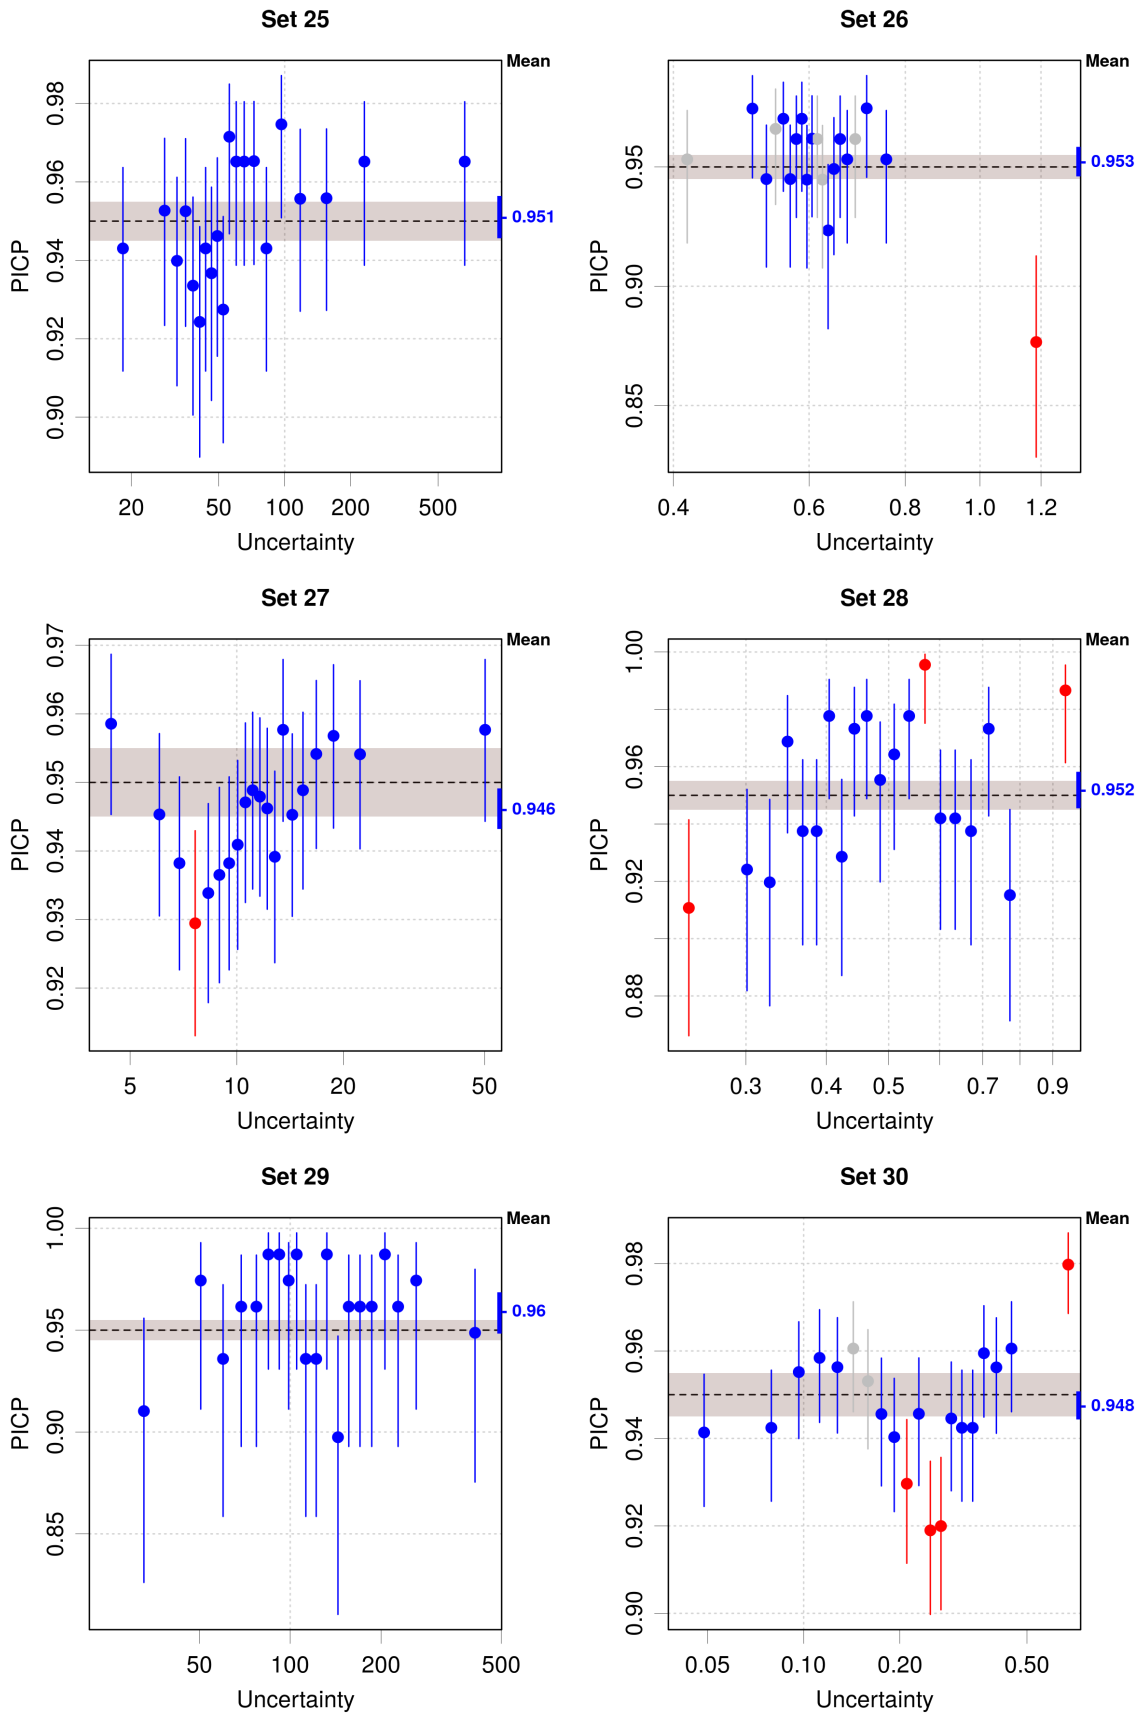 Set 25
Mean
0.98
0.96
0.94
0.92
0.90
PICP
0.951
20 50 100 200 500
Uncertainty
Set 26
Mean
0.95
0.90
0.85
PICP
0.953
0.4 0.6 0.8 1.0 1.2
Uncertainty
Set 27
Mean
0.97
0.96
0.95
0.94
0.93
0.92
PICP
0.946
5 10 20 50
Uncertainty
Set 28
Mean
1.00
0.96
0.92
0.88
PICP
0.952
0.3 0.4 0.5 0.7 0.9
Uncertainty
Set 29
Mean
1.00
0.95
0.90
0.85
PICP
0.96
50 100 200 500
Uncertainty
Set 30
Mean
0.98
0.96
0.94
0.92
0.90
PICP
0.948
0.05 0.10 0.20 0.50
Uncertainty